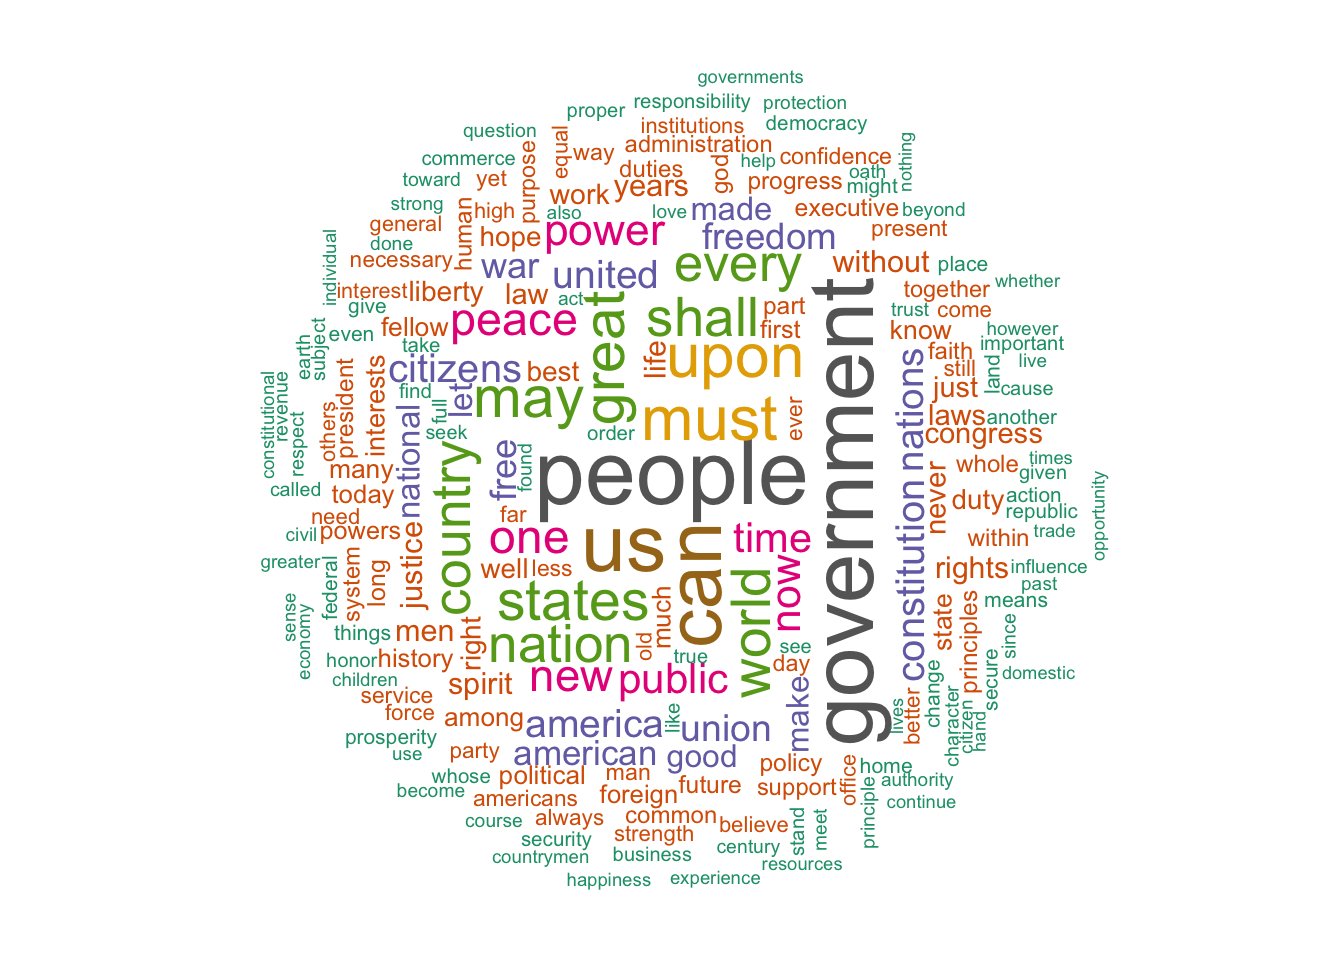 governments
responsibility
protection
proper
democracy
question
institutions
equal
way
administration
commerce
duties
god
help
confidence
nothing
toward
yet
purpose
work
years
progress
oath
might
strong
high
also
love
made
executive
beyond
general
human
hope
power
freedom
present
done
necessary
war
united
every
without
place
individual
interest
liberty
law
act
great
shall
part
together
whether
give
fellow
peace
first
trust
come
even
take
know
however
earth
subject
citizens
best
life
upon
faith
important
still
live
find
let
may
must
ever
just
land
cause
constitutional
revenue
respect
others
president
interests
full
seek
order
nations
laws
another
congress
many
national
country
free
found
people
government
whole
times
given
called
today
far
never
duty
action
republic
opportunity
need
powers
civil
justice
one
us
can
time
constitution
within
trade
greater
system
long
well
less
now
rights
influence
past
federal
states
much
world
state
principles
means
sense
economy
things
men
right
nation
old
true
see
day
since
honor
history
children
new
public
secure
domestic
service
spirit
make
better
change
force
among
america
like
union
lives
character
citizen
hand
prosperity
use
party
american
good
policy
office
home
whose
political
man
future
support
authority
become
americans
foreign
principle
continue
course
always
common
strength
believe
stand
meet
security
countrymen
business
century
resources
happiness
experience